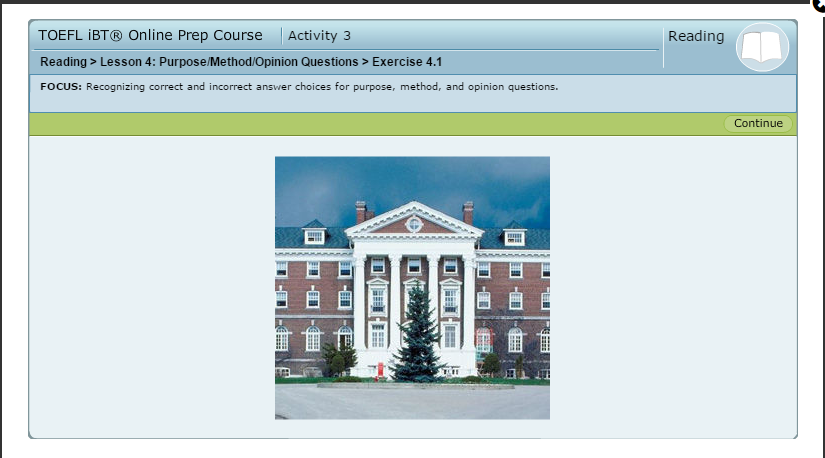 TOEFL iBT® Online Prep Course Activity 3
Reading
Reading > Lesson 4: Purpose/Method/Opinion Questions > Exercise 4.1
FOCUS: Recognizing correct and incorrect answer choices for purpose, method, and opinion questions.
Continue